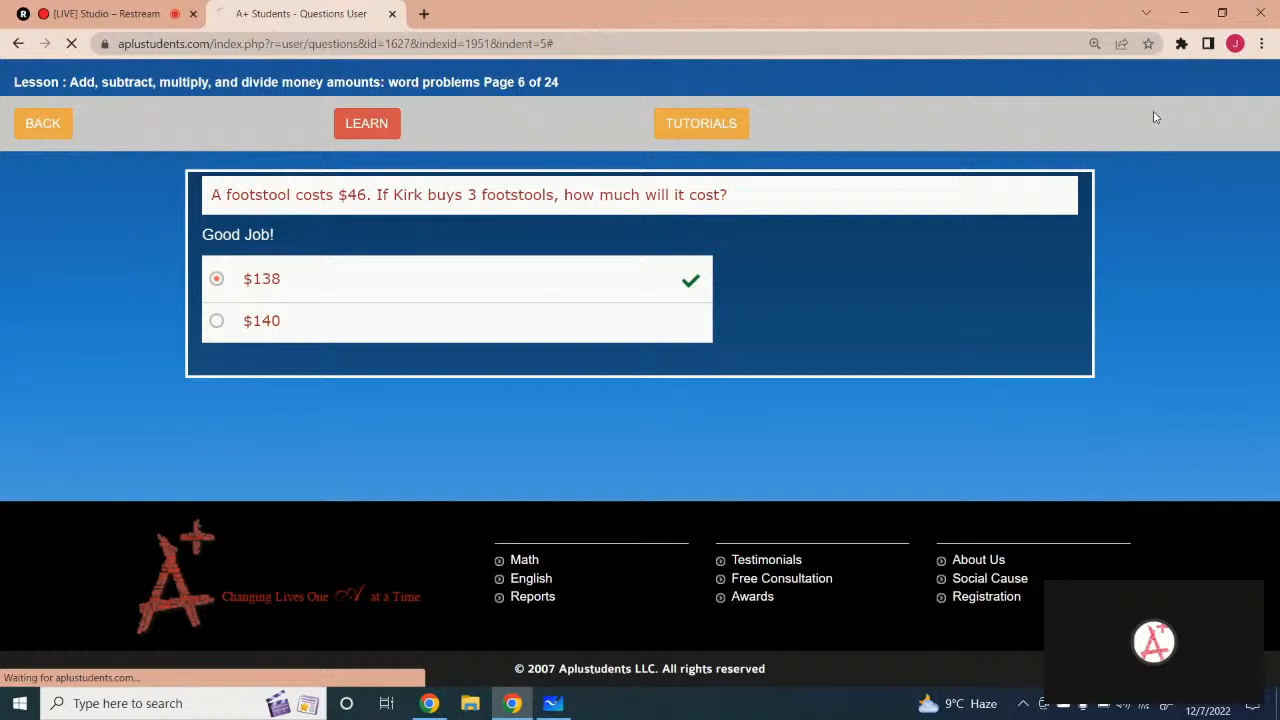 [LIVE] Studio – Restream
A+ Students - Questions User
aplustudents.com/index.php?r=user/questions&id=1627&indexid=1951&indent=5#
J
Lesson : Add, subtract, multiply, and divide money amounts: word problems Page 6 of 24
BACK
LEARN
TUTORIALS
A footstool costs $46. If Kirk buys 3 footstools, how much will it cost?
Good Job!
$138
$140
A+
Changing Lives One A at a Time
Math
English
Reports
Testimonials
Free Consultation
Awards
About Us
Social Cause
Registration
A+
© 2007 Aplustudents LLC. All rights reserved
Waiting for aplustudents.com...
Type here to search
9°C Haze
12/7/2022